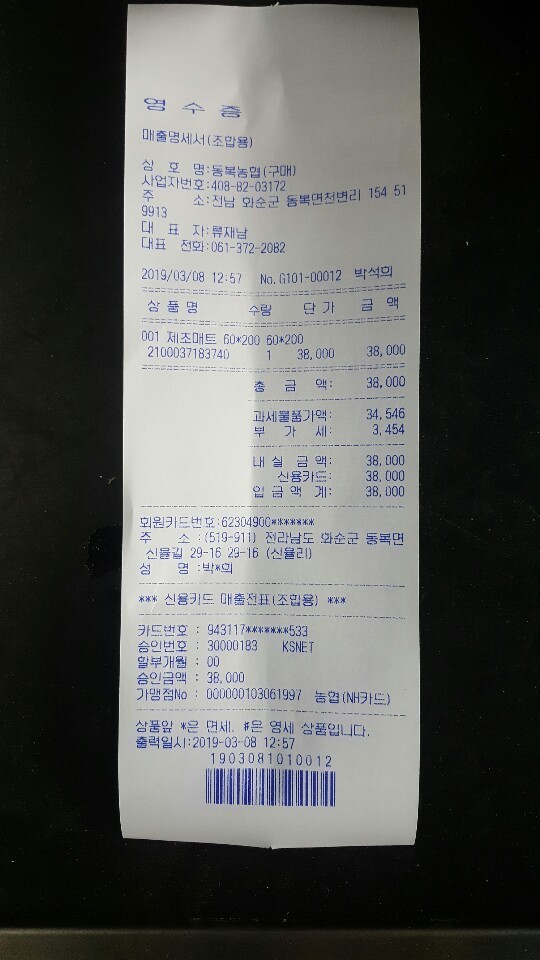 영 수 증
매출명세서(조합용)
상 호 명:동복농협(구매)
사업자번호:408-82-03172
주 소:전남 화순군 동복면천변리 154 51
9913
대 표 자:류재남
대표 전화:061-372-2082
2019/03/08 12:57 No.G101-00012 박석희
상 품 명 수량 단 가 금 액
001 제조매트 60*200 60*200
2100037183740 1 38,000 38,000
총 금 액: 38,000
과세물품가액: 34,546
부 가 세: 3,454
내 실 금 액: 38,000
신용카드: 38,000
입 금 액 계: 38,000
회원카드번호:62304900*******
주 소 :(519-911) 전라남도 화순군 동복면
신율길 29-16 29-16 (신율리)
성 명 :박*희
*** 신용카드 매출전표(조합용) ***
카드번호 : 943117*******533
승인번호 : 30000183 KSNET
할부개월 : 00
승인금액 : 38,000
가맹점No : 000000103061997 농협(NH카드)
상품앞 *은 면세, #은 영세 상품입니다.
출력일시:2019-03-08 12:57
1903081010012